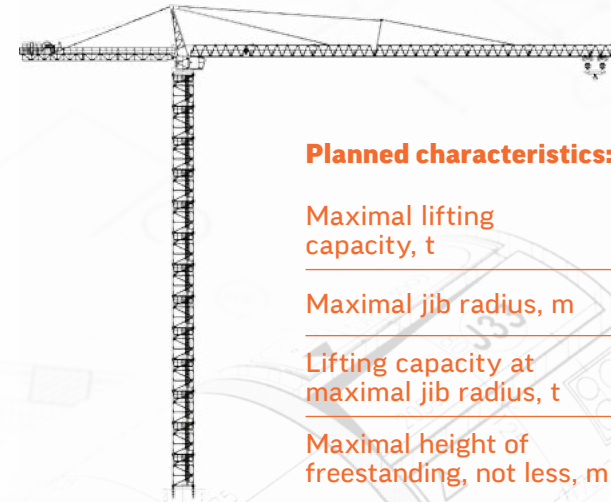 Planned characteristics:
Maximal lifting
capacity, t
Maximal jib radius, m
Lifting capacity at
maximal jib radius, t
Maximal height of
freestanding, not less, m
J33